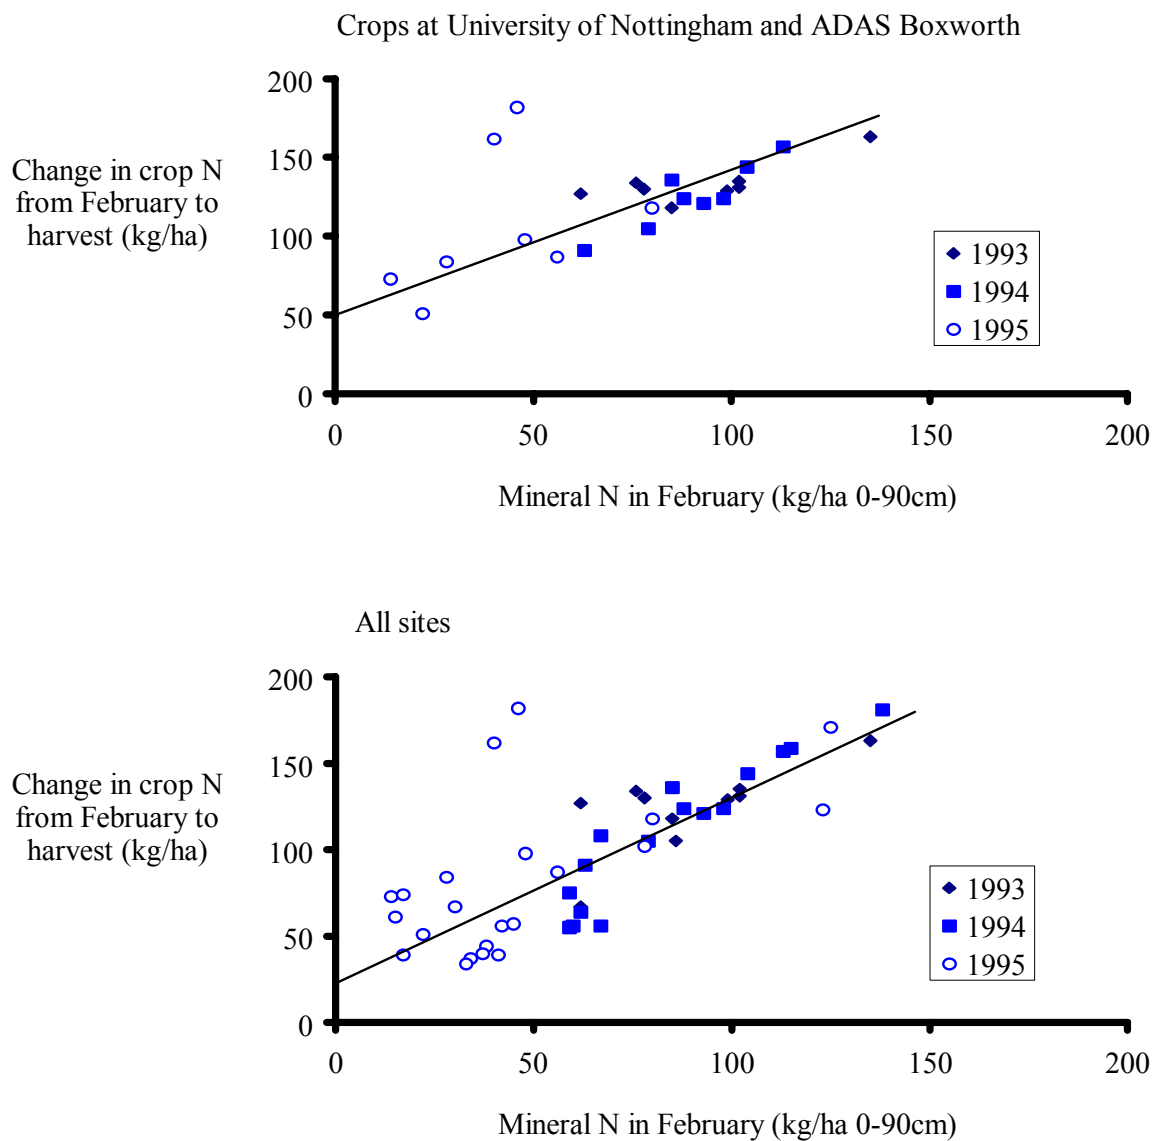 Crops at University of Nottingham and ADAS Boxworth
200
150
100
50
0
Change in crop N
from February to
harvest (kg/ha)
1993
1994
1995
0 50 100 150 200
Mineral N in February (kg/ha 0-90cm)
All sites
200
150
100
50
0
Change in crop N
from February to
harvest (kg/ha)
1993
1994
1995
0 50 100 150 200
Mineral N in February (kg/ha 0-90cm)